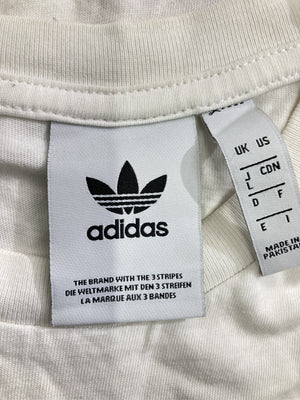 adidas
THE BRAND WITH THE 3 STRIPES
DIE WELTMARKE MIT DEN 3 STREIFEN
LA MARQUE AUX 3 BANDES
UK US
J/L CDN
D F
E I
MADE IN
PAKISTAN